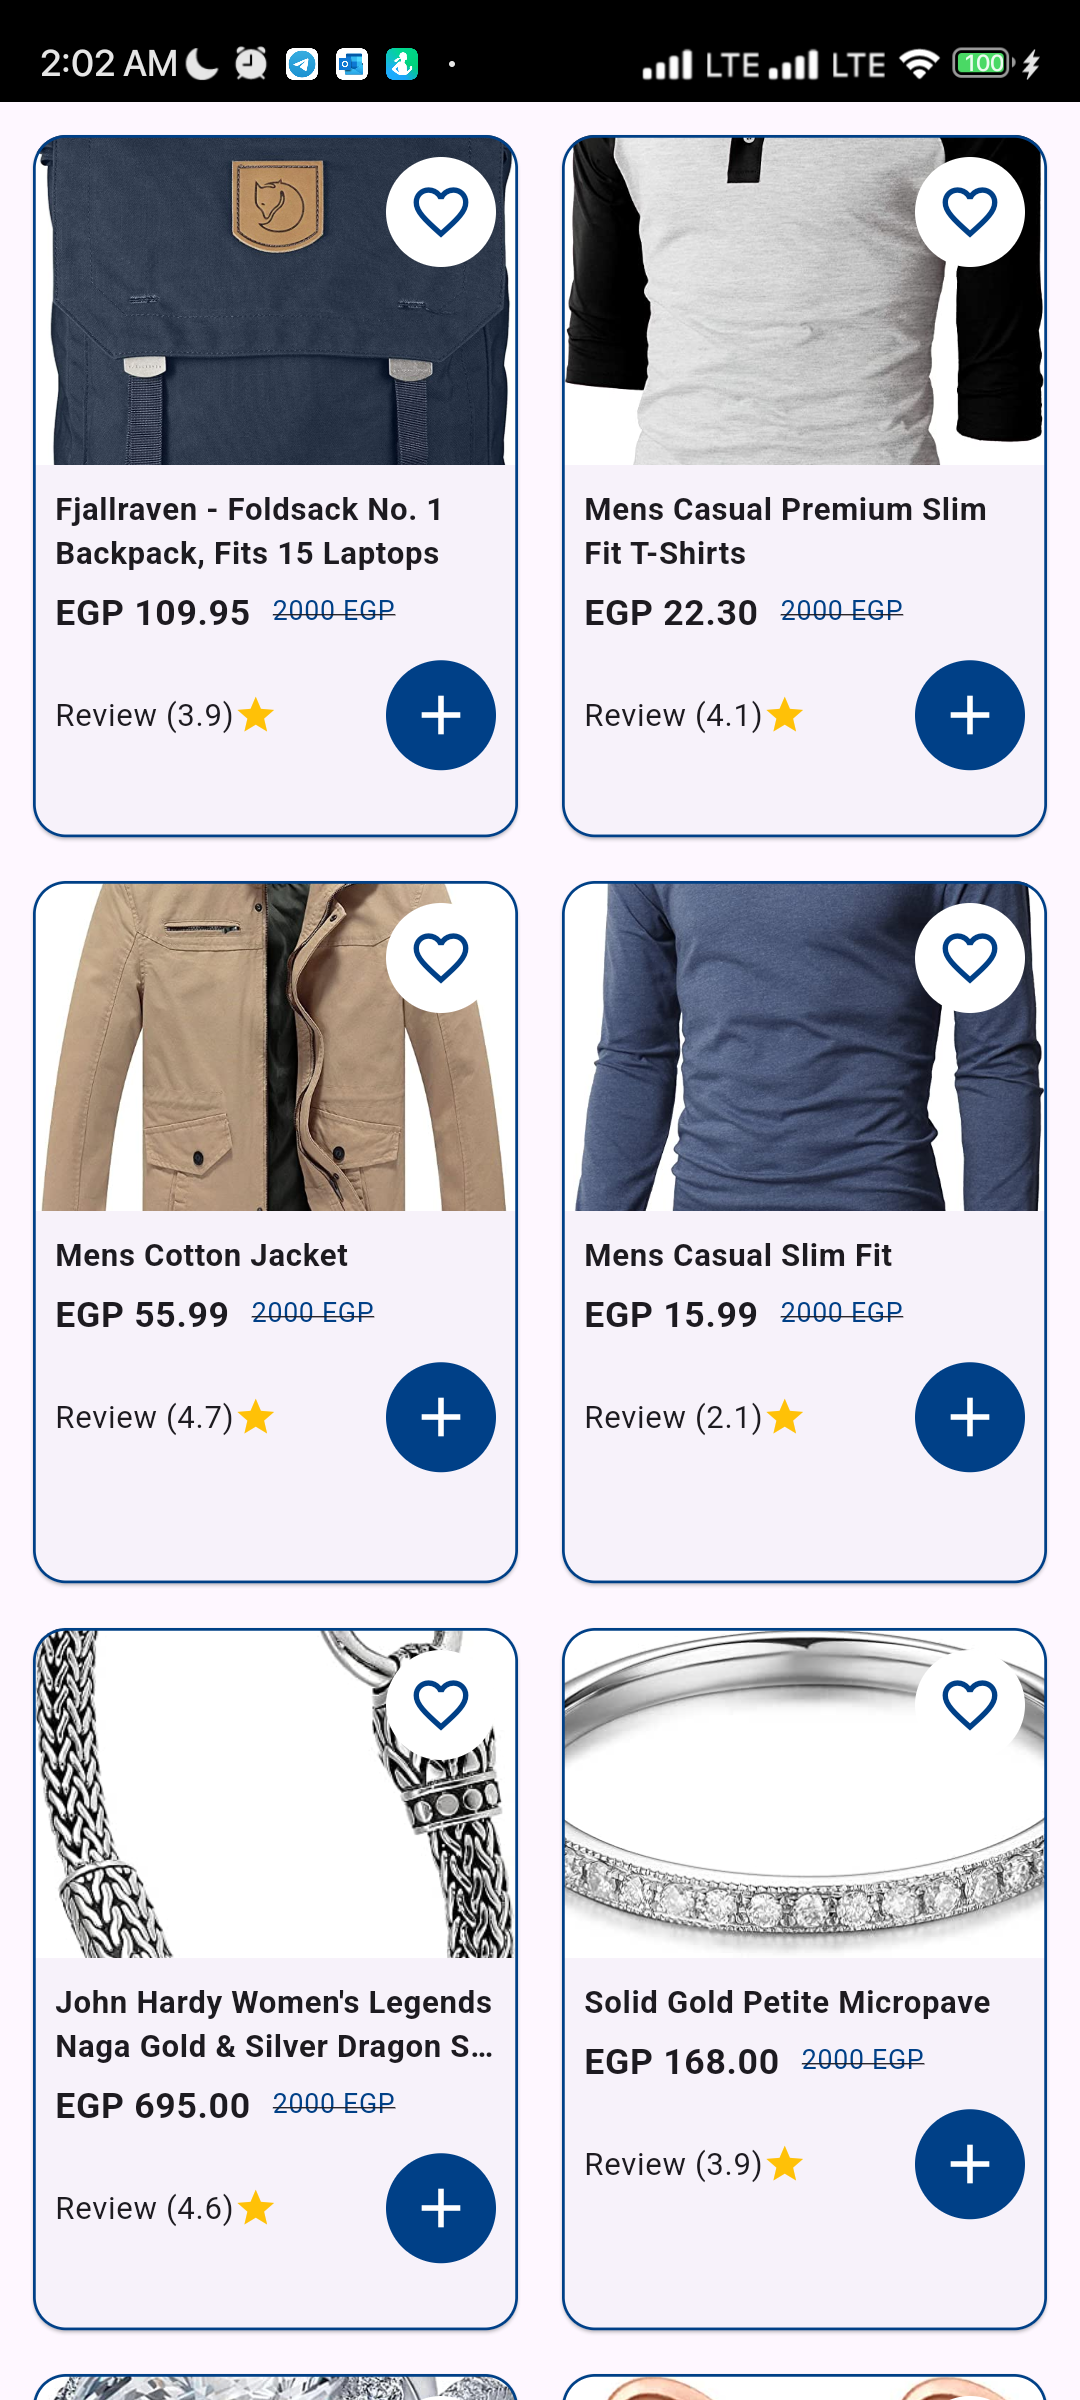 2:02 AM LTE LTE 100
Fjallraven - Foldsack No. 1
Backpack, Fits 15 Laptops
EGP 109.95 2000 EGP
Review (3.9)
Mens Casual Premium Slim
Fit T-Shirts
EGP 22.30 2000 EGP
Review (4.1)
Mens Cotton Jacket
EGP 55.99 2000 EGP
Review (4.7)
Mens Casual Slim Fit
EGP 15.99 2000 EGP
Review (2.1)
John Hardy Women's Legends
Naga Gold & Silver Dragon S...
EGP 695.00 2000 EGP
Review (4.6)
Solid Gold Petite Micropave
EGP 168.00 2000 EGP
Review (3.9)